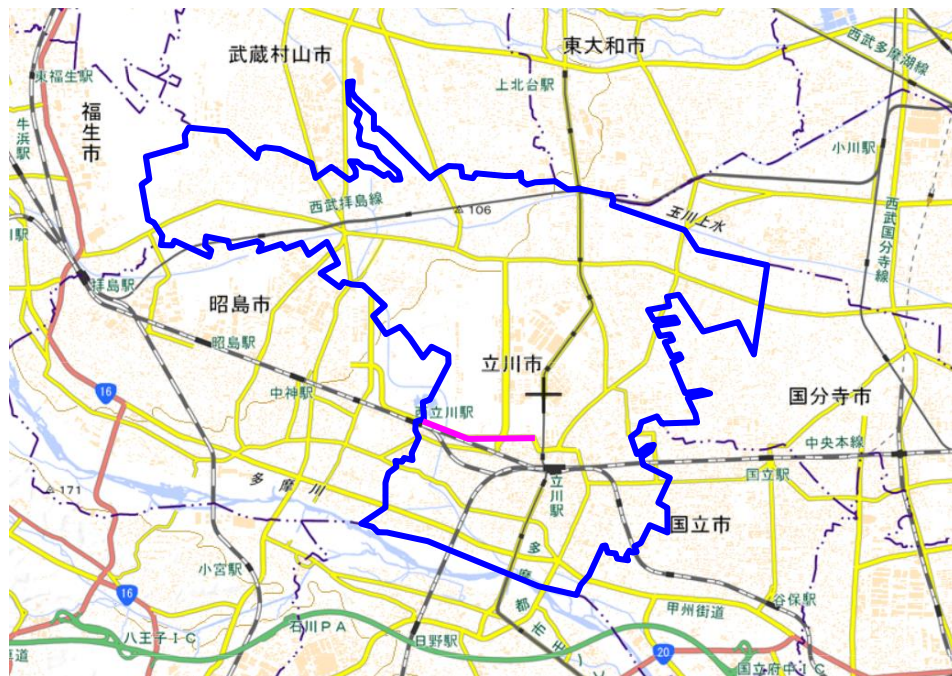 東大和市
西武多摩湖線
武蔵村山市
東福生駅
上北台駅
福生市
牛浜駅
小川駅
西武拝島線
106
玉川上水
西武国分寺線
拝島駅
昭島市
昭島駅
立川市
中神駅
16
国分寺市
西立川駅
中央本線
国立駅
立川駅
171
多摩川
国立市
小宮駅
多摩都市モノ
16
甲州街道
谷保駅
石川PA
八王子IC
日野駅
20
国立府中IC